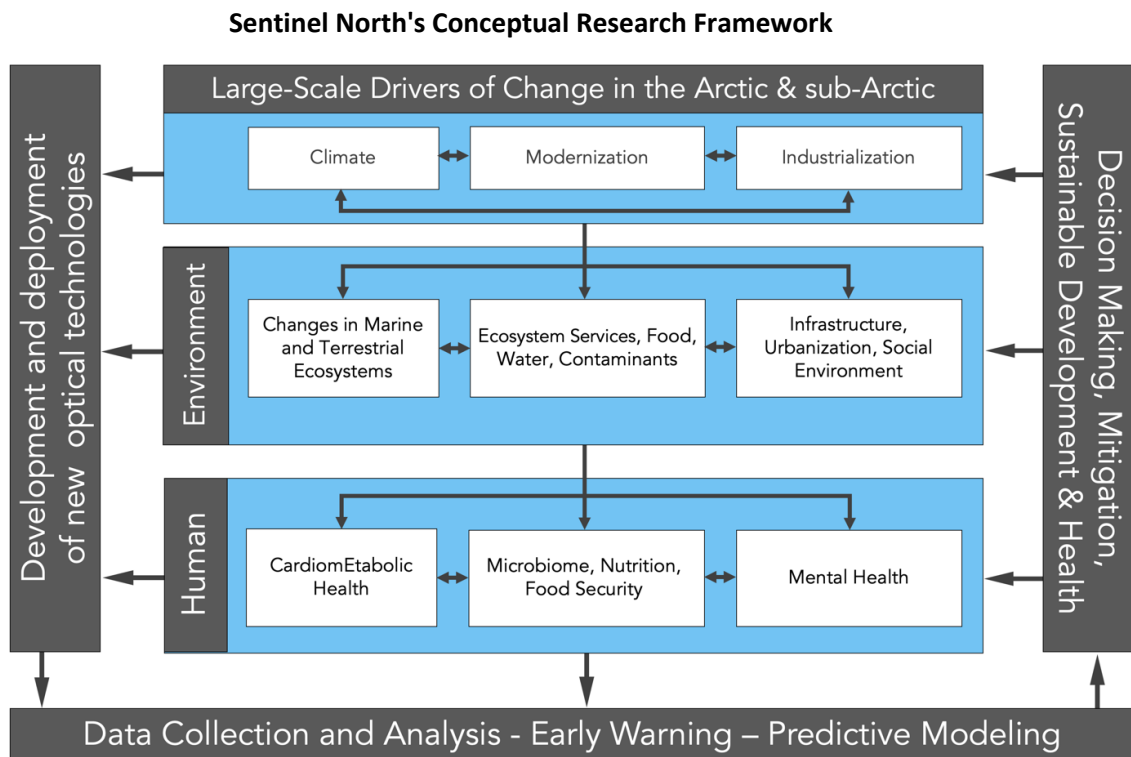 Sentinel North's Conceptual Research Framework
Development and deployment
of new optical technologies
Large-Scale Drivers of Change in the Arctic & sub-Arctic
Climate
Modernization
Industrialization
Environment
Changes in Marine
and Terrestrial
Ecosystems
Ecosystem Services, Food,
Water, Contaminants
Infrastructure,
Urbanization, Social
Environment
Human
CardiomEtabolic
Health
Microbiome, Nutrition,
Food Security
Mental Health
Decision Making, Mitigation,
Sustainable Development & Health
Data Collection and Analysis - Early Warning – Predictive Modeling